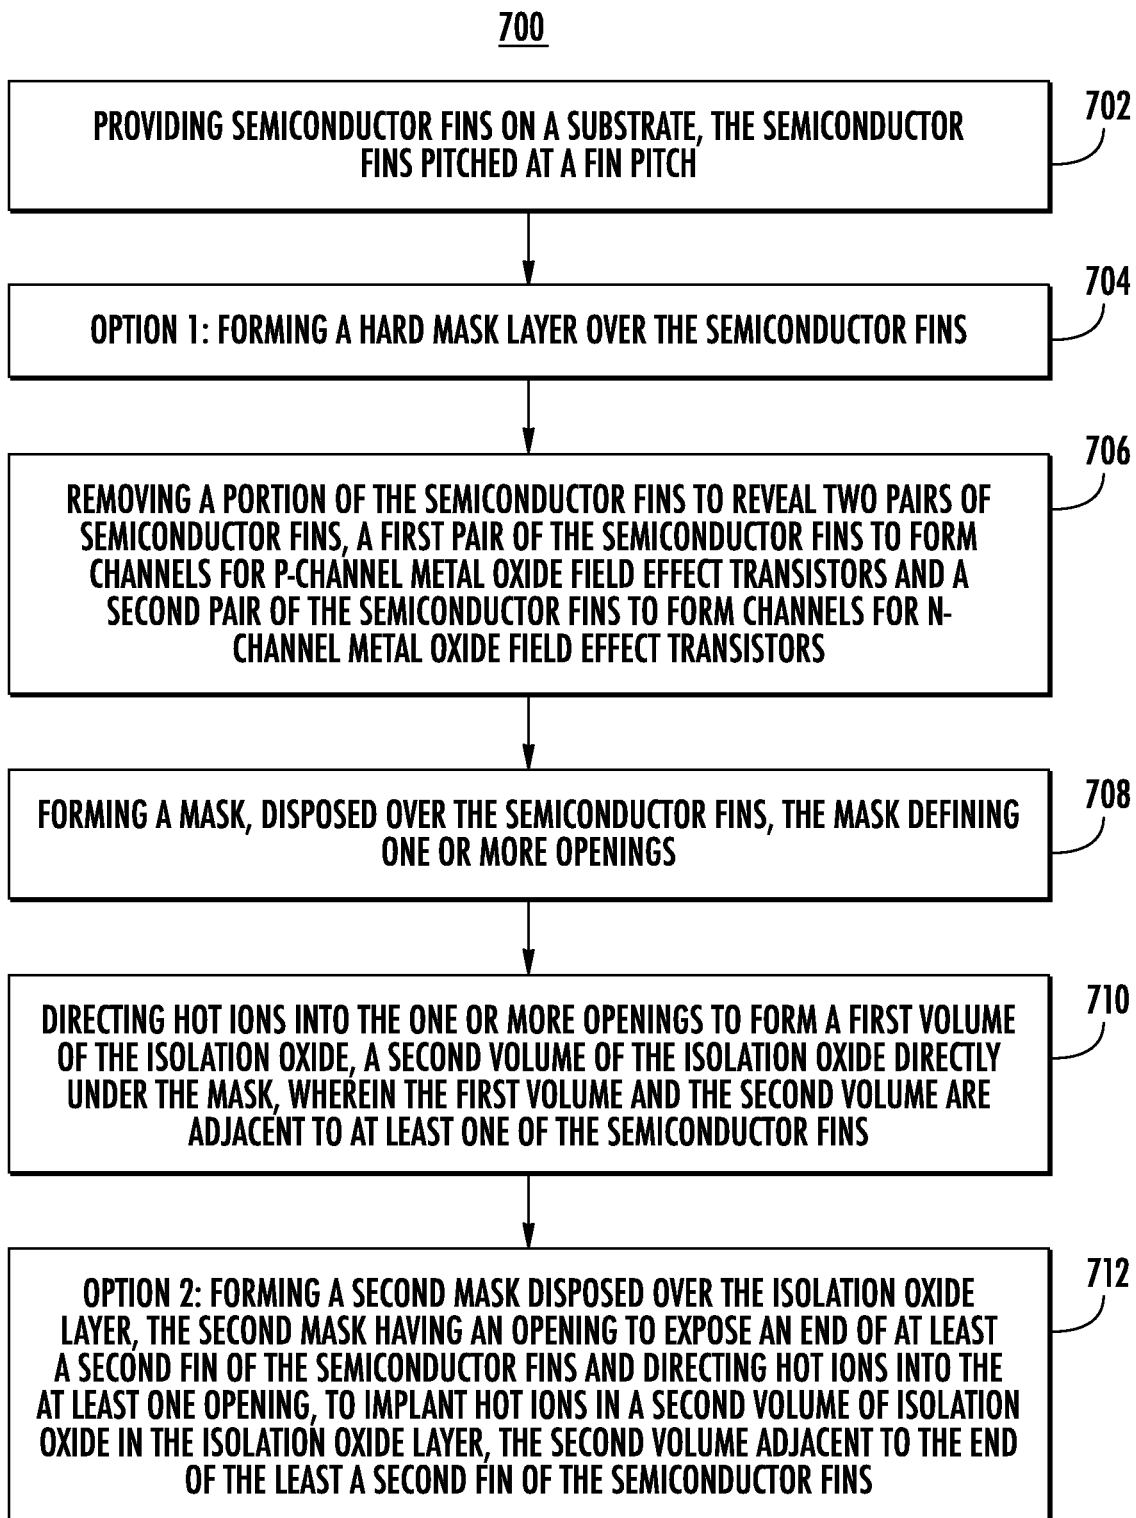 700
PROVIDING SEMICONDUCTOR FINS ON A SUBSTRATE, THE SEMICONDUCTOR
FINS PITCHED AT A FIN PITCH
702
OPTION 1: FORMING A HARD MASK LAYER OVER THE SEMICONDUCTOR FINS
704
REMOVING A PORTION OF THE SEMICONDUCTOR FINS TO REVEAL TWO PAIRS OF
SEMICONDUCTOR FINS, A FIRST PAIR OF THE SEMICONDUCTOR FINS TO FORM
CHANNELS FOR P-CHANNEL METAL OXIDE FIELD EFFECT TRANSISTORS AND A
SECOND PAIR OF THE SEMICONDUCTOR FINS TO FORM CHANNELS FOR N-
CHANNEL METAL OXIDE FIELD EFFECT TRANSISTORS
706
FORMING A MASK, DISPOSED OVER THE SEMICONDUCTOR FINS, THE MASK DEFINING
ONE OR MORE OPENINGS
708
DIRECTING HOT IONS INTO THE ONE OR MORE OPENINGS TO FORM A FIRST VOLUME
OF THE ISOLATION OXIDE, A SECOND VOLUME OF THE ISOLATION OXIDE DIRECTLY
UNDER THE MASK, WHEREIN THE FIRST VOLUME AND THE SECOND VOLUME ARE
ADJACENT TO AT LEAST ONE OF THE SEMICONDUCTOR FINS
710
OPTION 2: FORMING A SECOND MASK DISPOSED OVER THE ISOLATION OXIDE
LAYER, THE SECOND MASK HAVING AN OPENING TO EXPOSE AN END OF AT LEAST
A SECOND FIN OF THE SEMICONDUCTOR FINS AND DIRECTING HOT IONS INTO THE
AT LEAST ONE OPENING, TO IMPLANT HOT IONS IN A SECOND VOLUME OF ISOLATION
OXIDE IN THE ISOLATION OXIDE LAYER, THE SECOND VOLUME ADJACENT TO THE END
OF THE LEAST A SECOND FIN OF THE SEMICONDUCTOR FINS
712